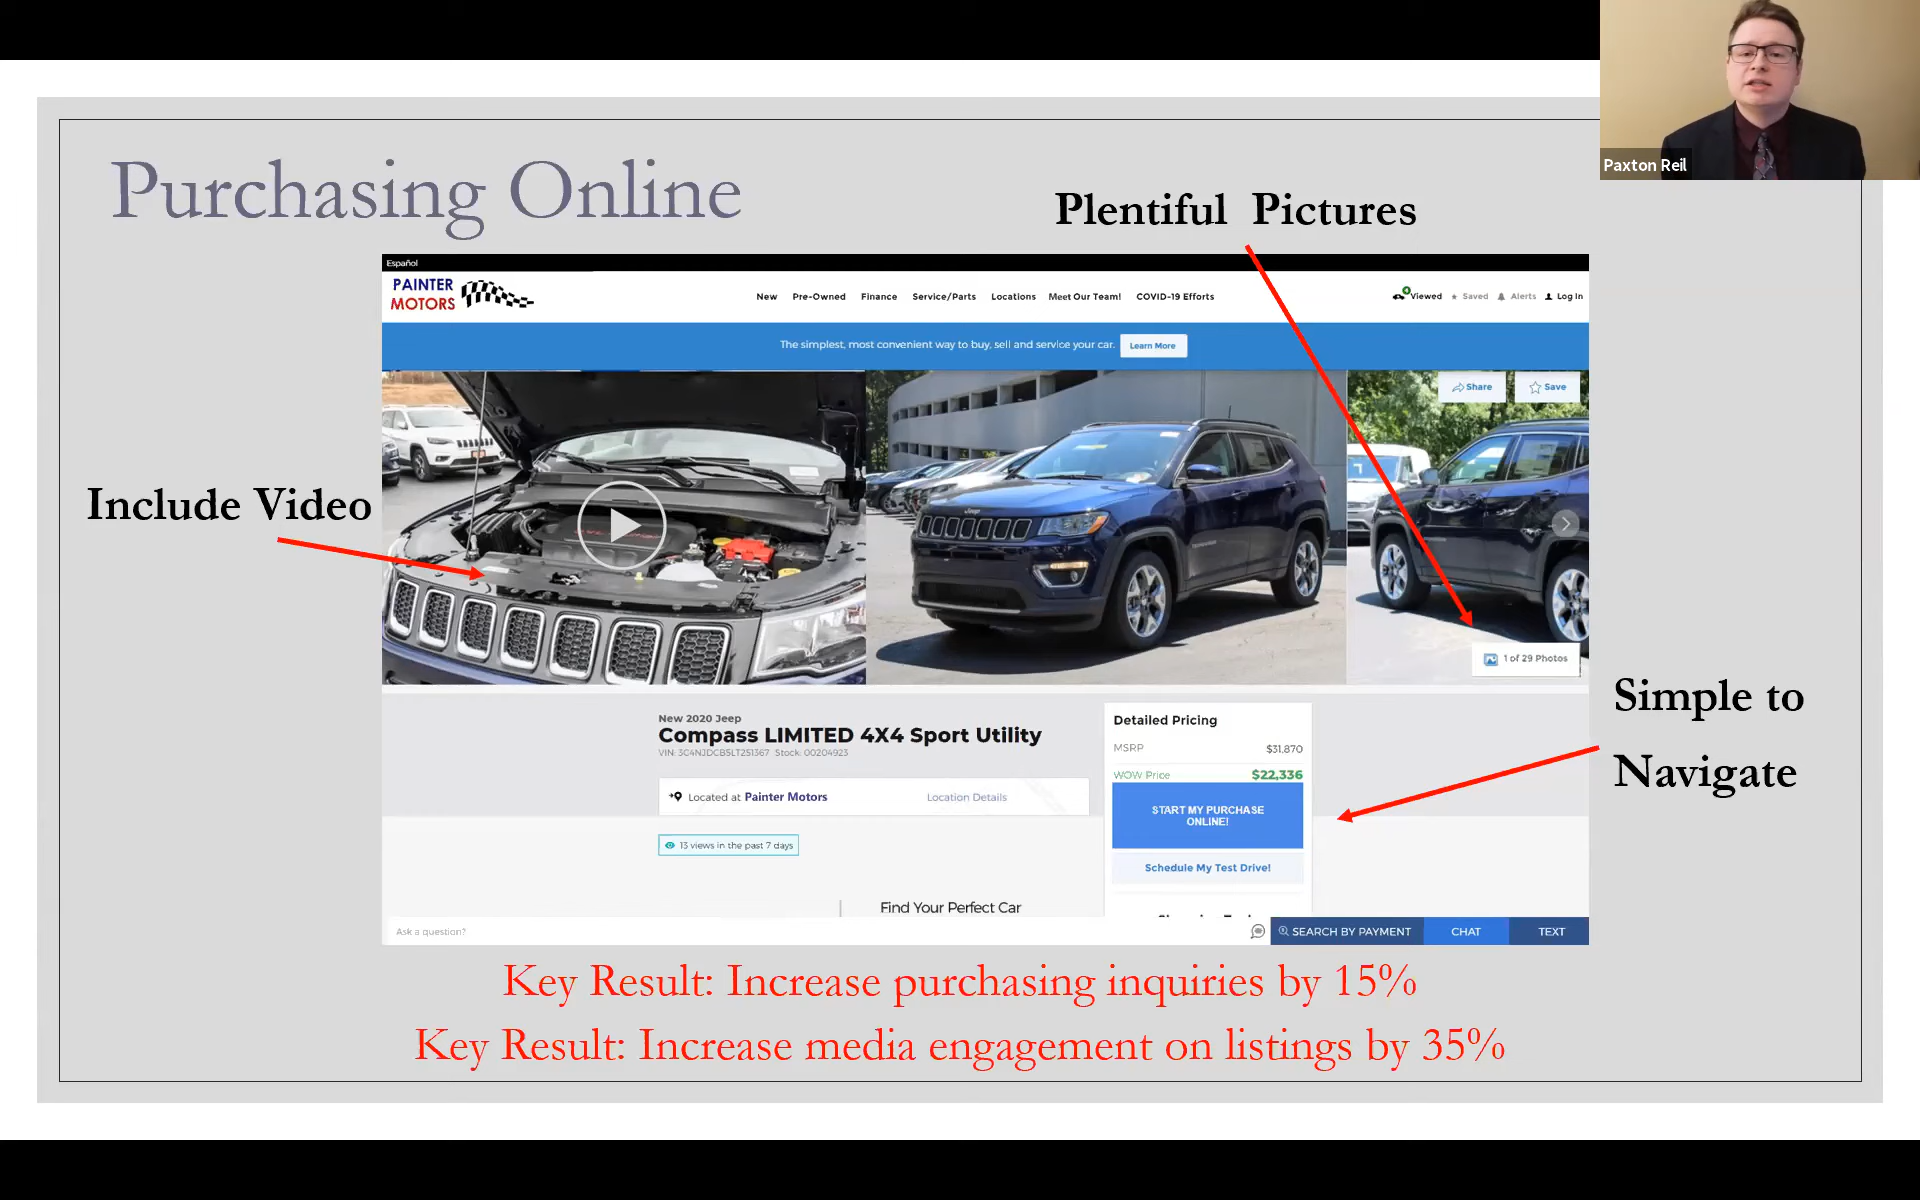 Paxton Reil
Purchasing Online
Plentiful Pictures
Español
PAINTER
MOTORS
New Pre-Owned Finance Service/Parts Locations Meet Our Team! COVID-19 Efforts
4
Viewed Saved Alerts Log In
The simplest, most convenient way to buy, sell and service your car. Learn More
Share Save
Include Video
Jeep
1 of 29 Photos
Simple to
Navigate
New 2020 Jeep
Compass LIMITED 4X4 Sport Utility
VIN: 3C4NJDCB5LT251367 Stock: 00204923
Located at Painter Motors Location Details
13 views in the past 7 days
Detailed Pricing
MSRP $31,870
WOW Price $22,336
START MY PURCHASE
ONLINE!
Schedule My Test Drive!
Find Your Perfect Car
Ask a question?
SEARCH BY PAYMENT CHAT TEXT
Key Result: Increase purchasing inquiries by 15%
Key Result: Increase media engagement on listings by 35%